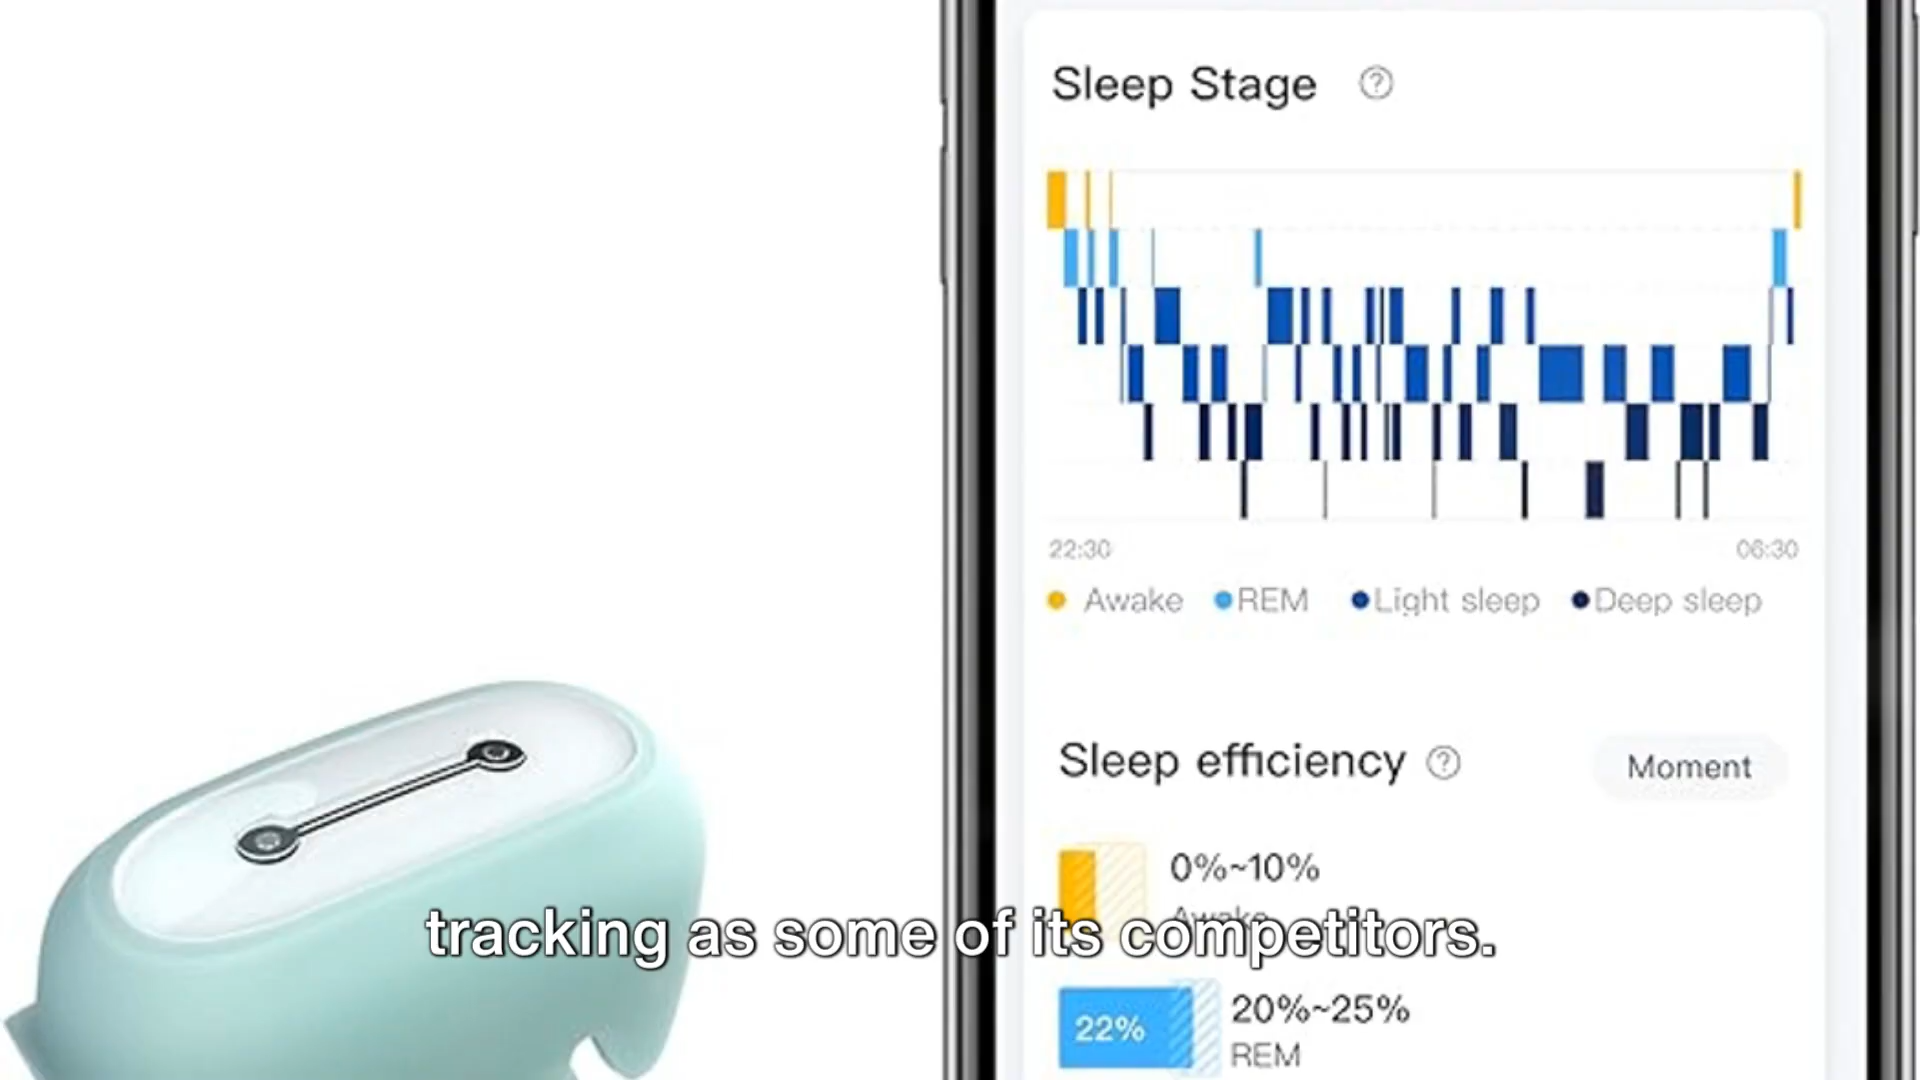 Sleep Stage ?
22:30 06:30
Awake REM Light sleep Deep sleep
Sleep efficiency ? Moment
0%~10%
Awake
tracking as some of its competitors.
22% 20%~25%
REM